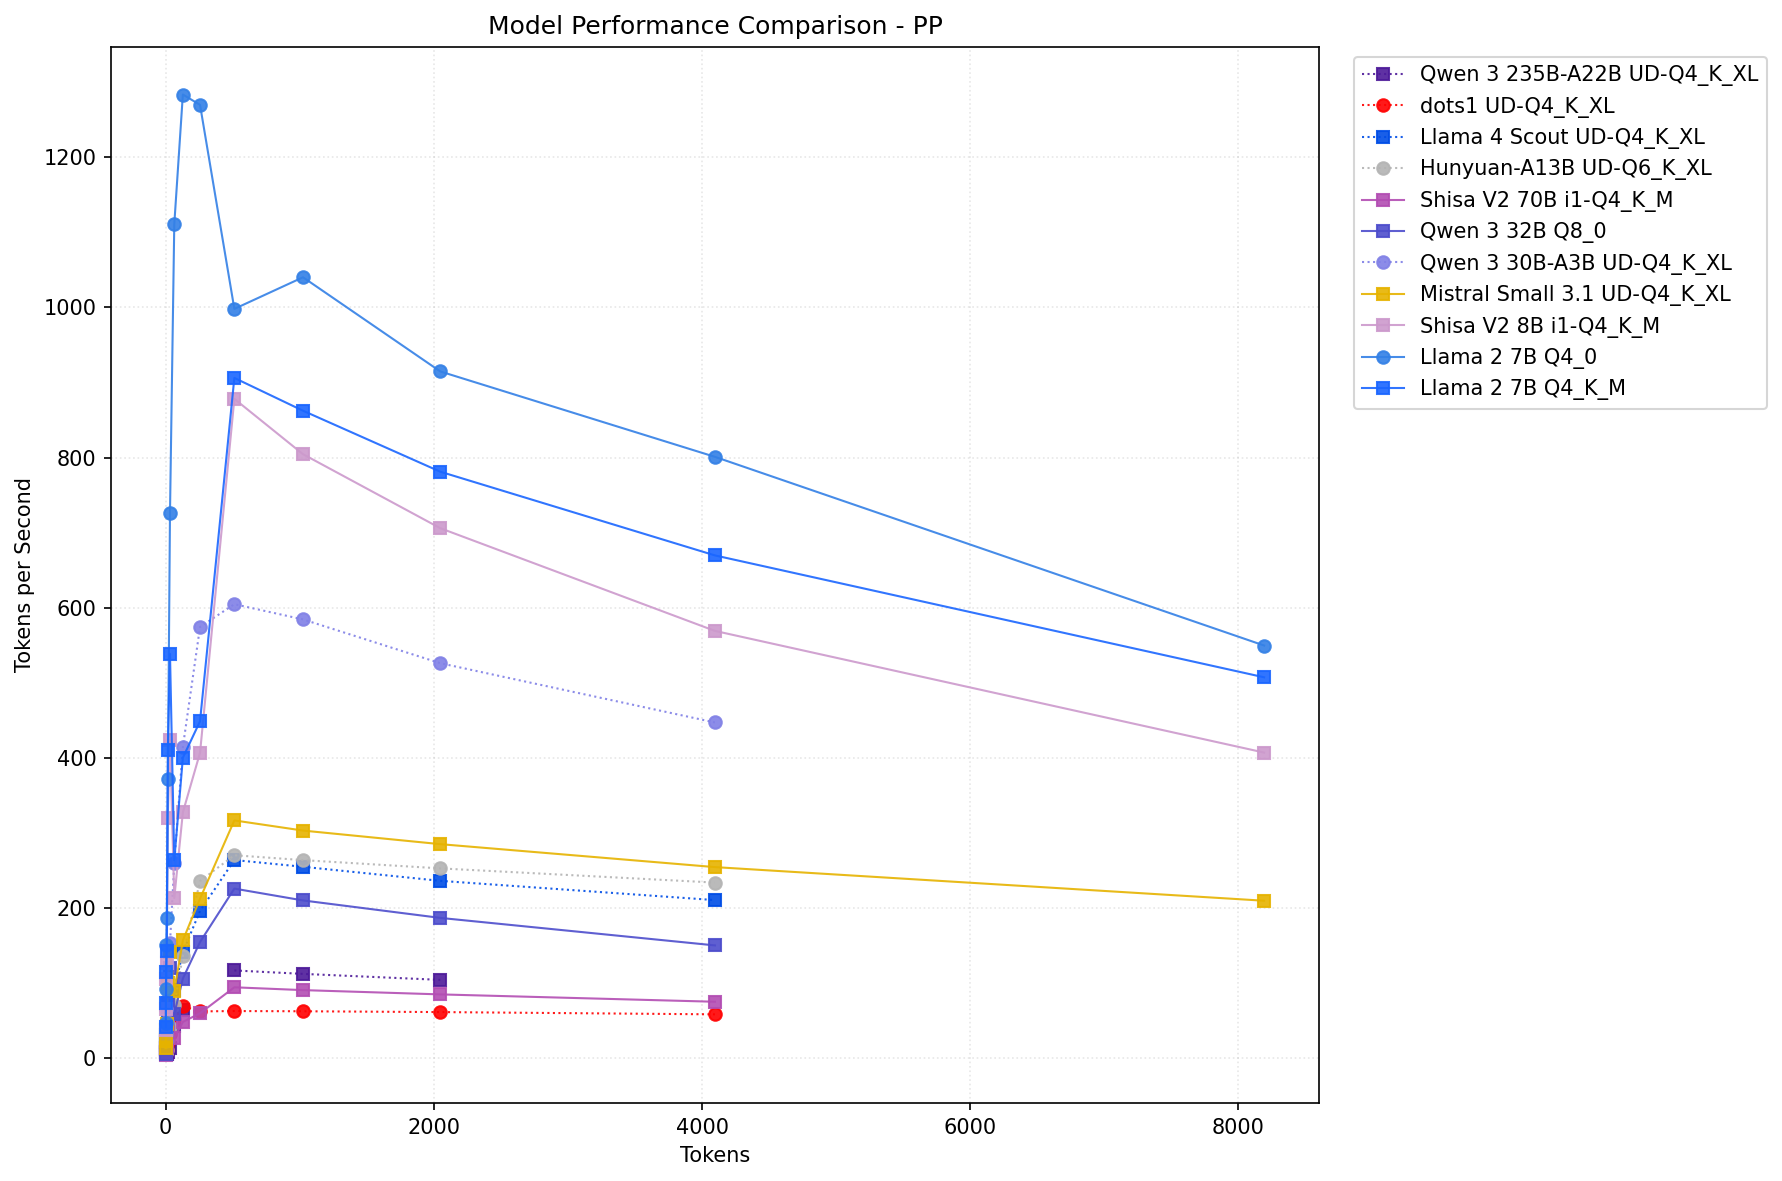 Model Performance Comparison - PP
Tokens per Second
1200
1000
800
600
400
200
0
0
2000
4000
6000
8000
Tokens
Qwen 3 235B-A22B UD-Q4_K_XL
dots1 UD-Q4_K_XL
Llama 4 Scout UD-Q4_K_XL
Hunyuan-A13B UD-Q6_K_XL
Shisa V2 70B i1-Q4_K_M
Qwen 3 32B Q8_0
Qwen 3 30B-A3B UD-Q4_K_XL
Mistral Small 3.1 UD-Q4_K_XL
Shisa V2 8B i1-Q4_K_M
Llama 2 7B Q4_0
Llama 2 7B Q4_K_M